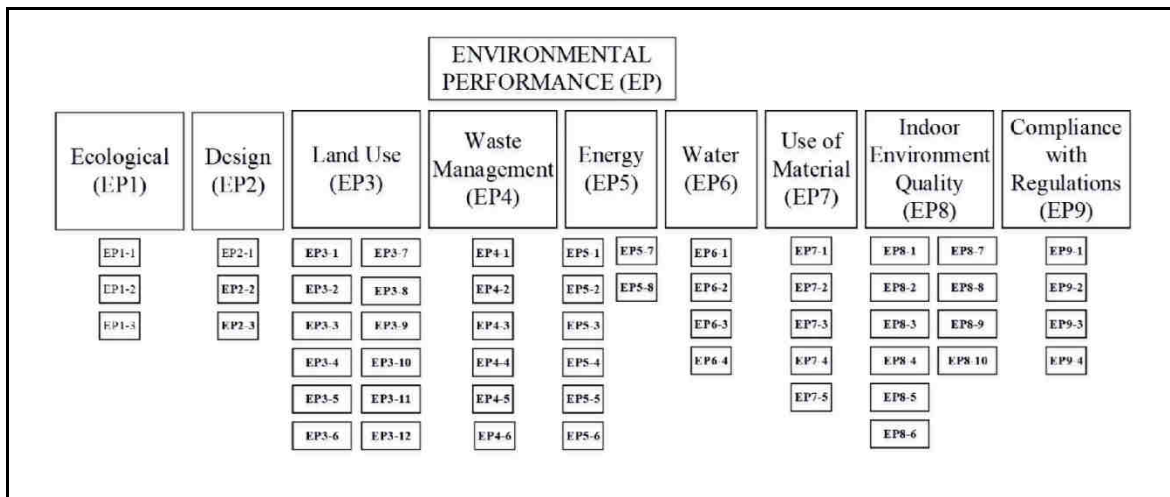 ENVIRONMENTAL
PERFORMANCE (EP)
Ecological
(EP1)
Design
(EP2)
Land Use
(EP3)
Waste
Management
(EP4)
Energy
(EP5)
Water
(EP6)
Use of
Material
(EP7)
Indoor
Environment
Quality
(EP8)
Compliance
with
Regulations
(EP9)
EP1-1
EP1-2
EP1-3
EP2-1
EP2-2
EP2-3
EP3-1
EP3-2
EP3-3
EP3-4
EP3-5
EP3-6
EP3-7
EP3-8
EP3-9
EP3-10
EP3-11
EP3-12
EP4-1
EP4-2
EP4-3
EP4-4
EP4-5
EP4-6
EP5-1
EP5-2
EP5-3
EP5-4
EP5-5
EP5-6
EP5-7
EP5-8
EP6-1
EP6-2
EP6-3
EP6-4
EP7-1
EP7-2
EP7-3
EP7-4
EP7-5
EP8-1
EP8-2
EP8-3
EP8-4
EP8-5
EP8-6
EP8-7
EP8-8
EP8-9
EP8-10
EP9-1
EP9-2
EP9-3
EP9-4